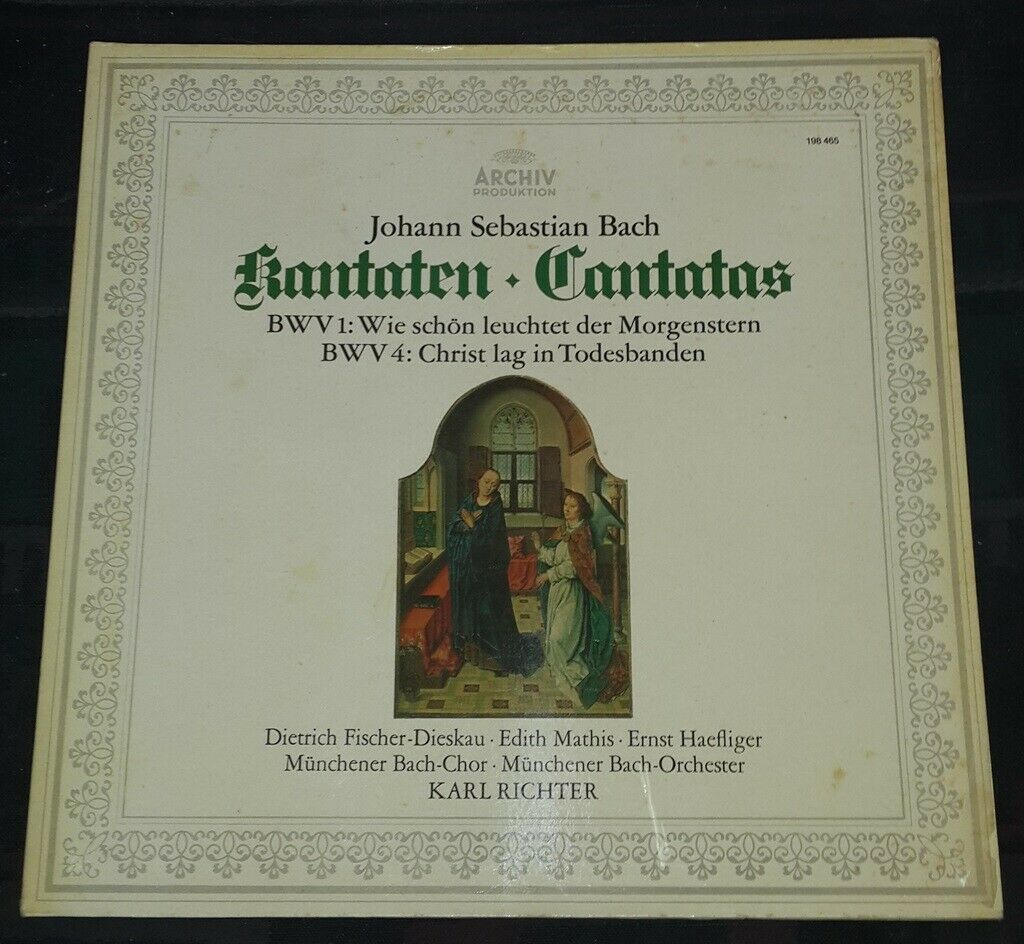 198 465
ARCHIV
PRODUKTION
Johann Sebastian Bach
Kantaten · Cantatas
BWV 1: Wie schön leuchtet der Morgenstern
BWV 4: Christ lag in Todesbanden
Dietrich Fischer-Dieskau · Edith Mathis · Ernst Haefliger
Münchener Bach-Chor · Münchener Bach-Orchester
KARL RICHTER